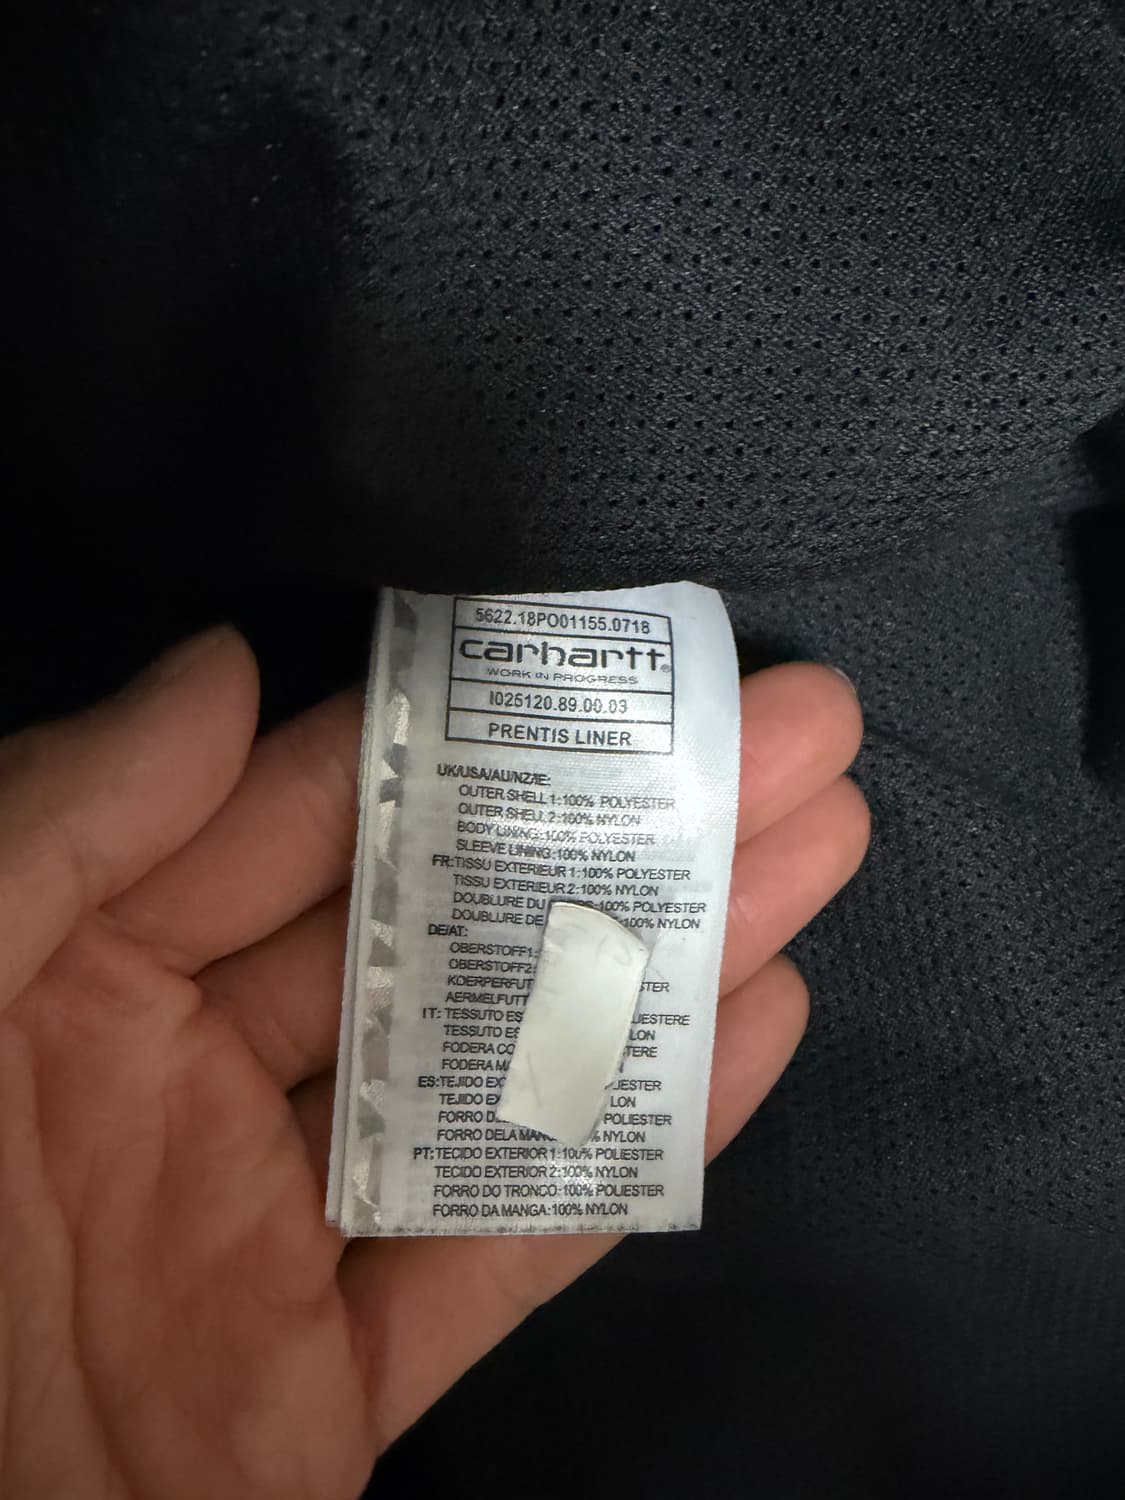 5622.18PO01155.0718
carhartt®
WORK IN PROGRESS
I025120.89.00.03
PRENTIS LINER
UK/USA/AU/NZ/IE:
OUTER SHELL 1:100% POLYESTER
OUTER SHELL 2:100% NYLON
BODY LINING:100% POLYESTER
SLEEVE LINING:100% NYLON
FR:TISSU EXTERIEUR 1:100% POLYESTER
TISSU EXTERIEUR 2:100% NYLON
DOUBLURE DU :100% POLYESTER
DOUBLURE DE 100% NYLON
DE/AT:
OBERSTOFF1:
OBERSTOFF2:
KOERPERFUT STER
AERMELFUTT
IT: TESSUTO ES LIESTERE
TESSUTO ES LON
FODERA CO TERE
FODERA M N
ES:TEJIDO EX IESTER
TEJIDO EX LON
FORRO D POLIESTER
FORRO DELA MAN % NYLON
PT:TECIDO EXTERIOR 1:100% POLIESTER
TECIDO EXTERIOR 2:100% NYLON
FORRO DO TRONCO:100% POLIESTER
FORRO DA MANGA:100% NYLON